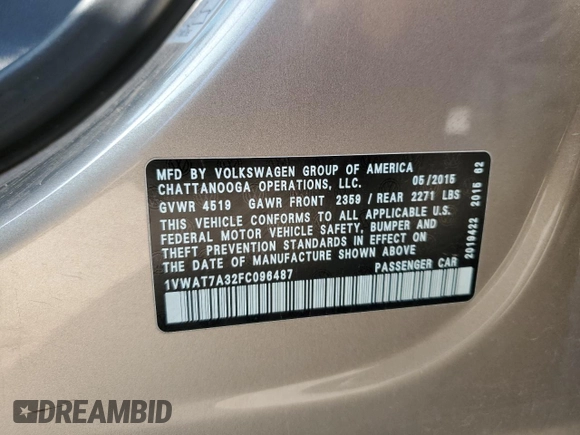 MFD BY VOLKSWAGEN GROUP OF AMERICA
CHATTANOOGA OPERATIONS, LLC. 05/2015
GVWR 4519 GAWR FRONT 2359 / REAR 2271 LBS
THIS VEHICLE CONFORMS TO ALL APPLICABLE U.S.
FEDERAL MOTOR VEHICLE SAFETY, BUMPER AND
THEFT PREVENTION STANDARDS IN EFFECT ON
THE DATE OF MANUFACTURE SHOWN ABOVE
1VWAT7A32FC096487 PASSENGER CAR
2019422 2015 62
DREAMBID